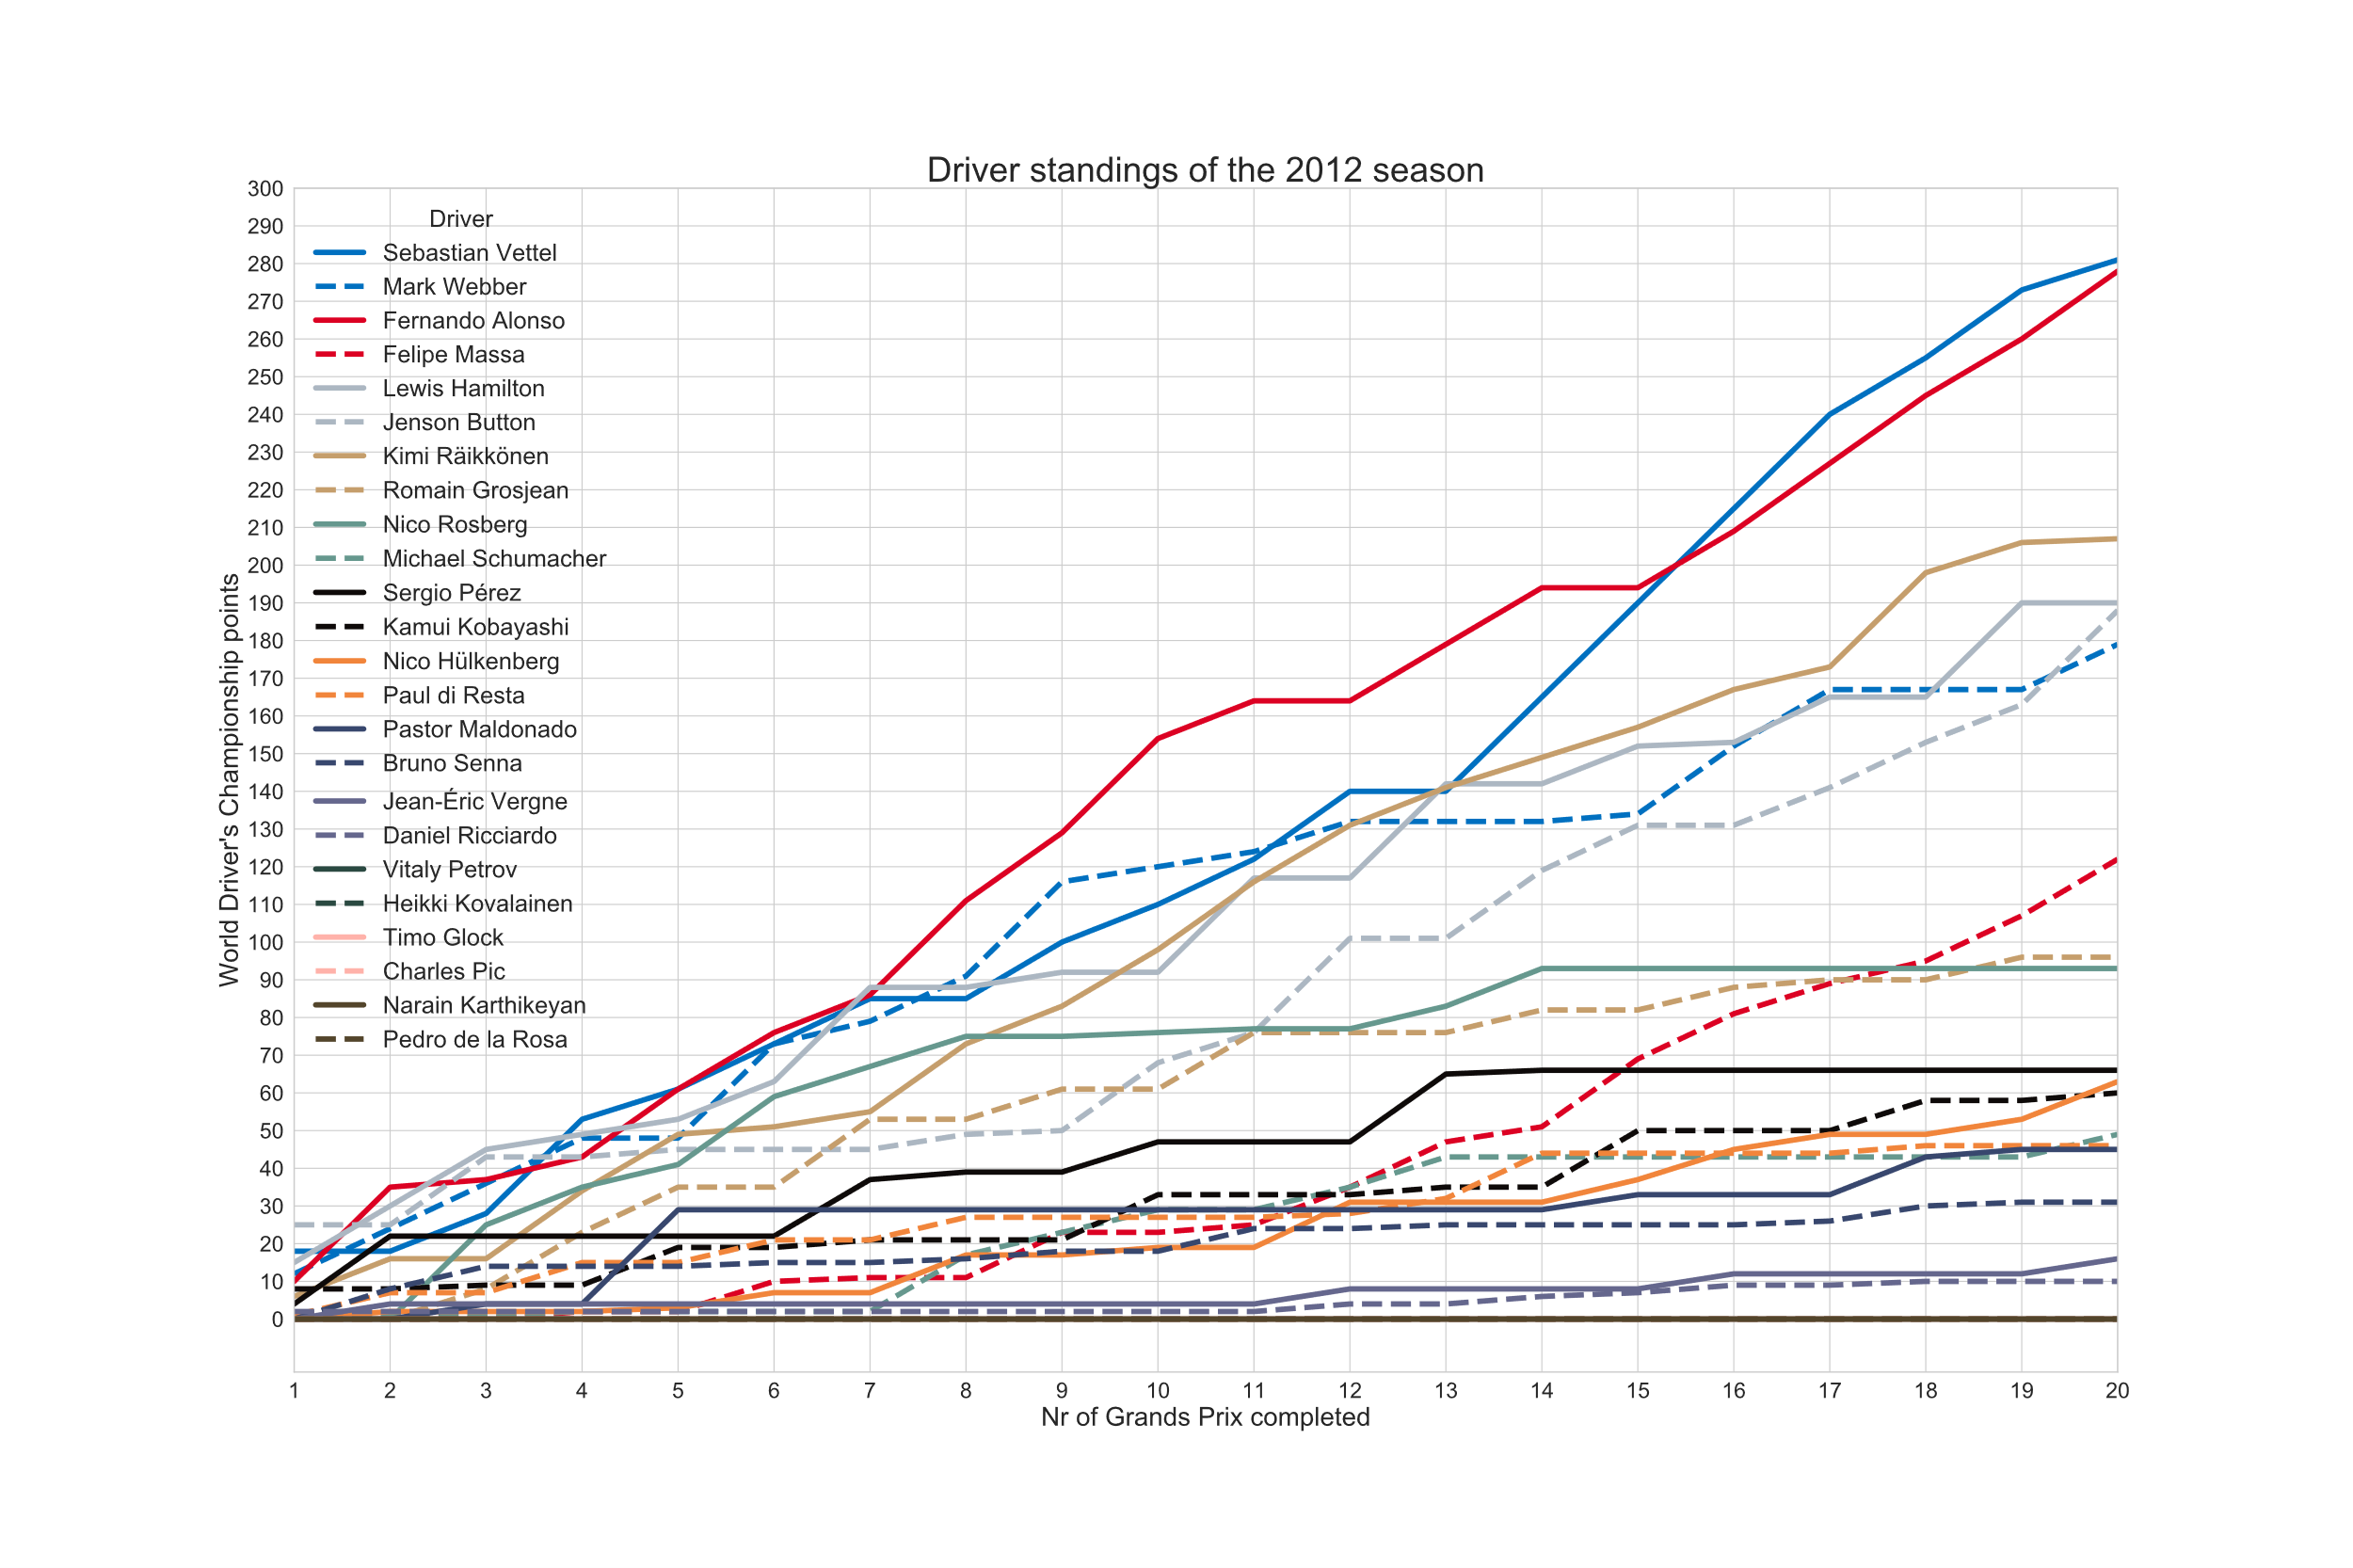 Driver standings of the 2012 season
World Driver's Championship points
300
290
280
270
260
250
240
230
220
210
200
190
180
170
160
150
140
130
120
110
100
90
80
70
60
50
40
30
20
10
0
Driver
Sebastian Vettel
Mark Webber
Fernando Alonso
Felipe Massa
Lewis Hamilton
Jenson Button
Kimi Räikkönen
Romain Grosjean
Nico Rosberg
Michael Schumacher
Sergio Pérez
Kamui Kobayashi
Nico Hülkenberg
Paul di Resta
Pastor Maldonado
Bruno Senna
Jean-Éric Vergne
Daniel Ricciardo
Vitaly Petrov
Heikki Kovalainen
Timo Glock
Charles Pic
Narain Karthikeyan
Pedro de la Rosa
1 2 3 4 5 6 7 8 9 10 11 12 13 14 15 16 17 18 19 20
Nr of Grands Prix completed